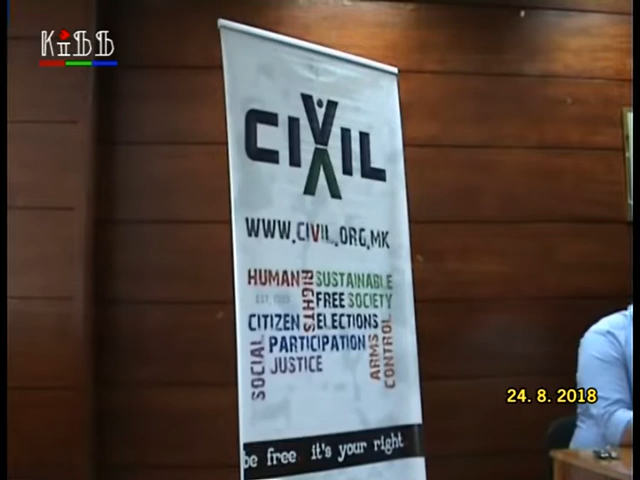 KiББ
CIVIL
WWW.CIVIL.ORG.MK
HUMAN RIGHTS SUSTAINABLE
FREE SOCIETY
CITIZEN ELECTIONS
PARTICIPATION
SOCIAL JUSTICE
ARMS CONTROL
be free it's your right
24. 8. 2018